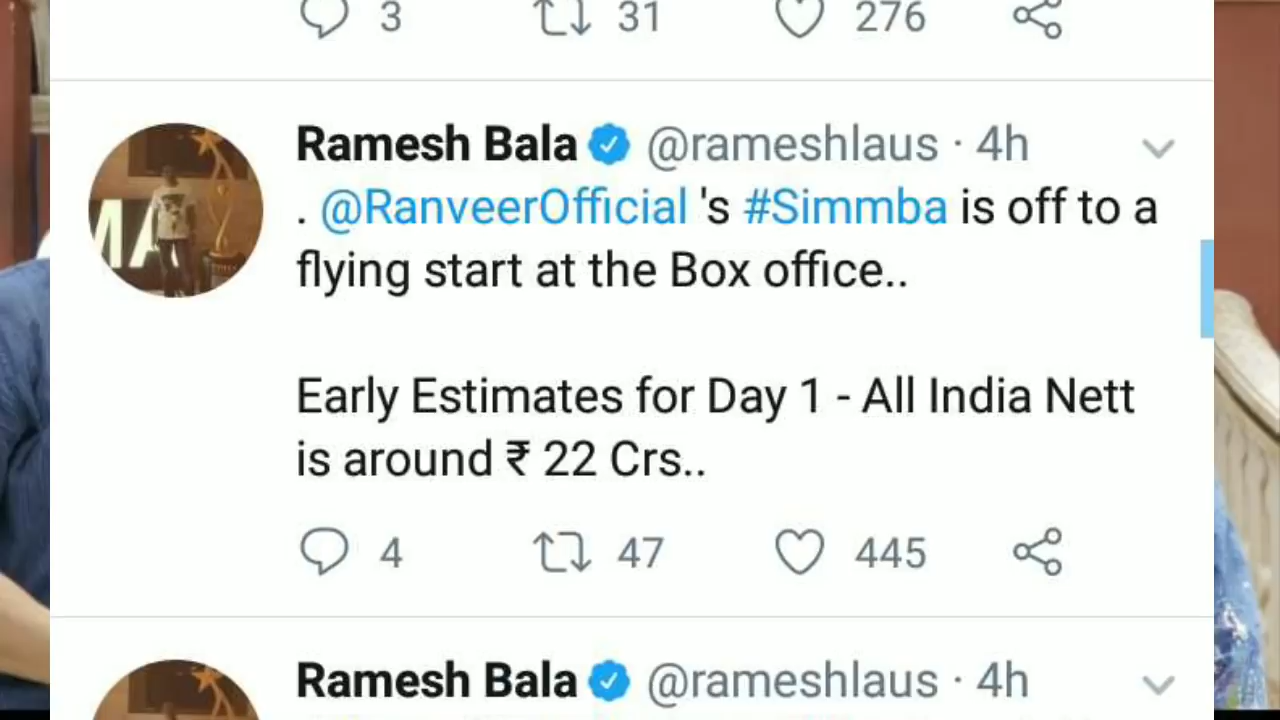 3 31 276
Ramesh Bala @rameshlaus · 4h
. @RanveerOfficial 's #Simmba is off to a
flying start at the Box office..
Early Estimates for Day 1 - All India Nett
is around ₹ 22 Crs..
4 47 445
Ramesh Bala @rameshlaus · 4h